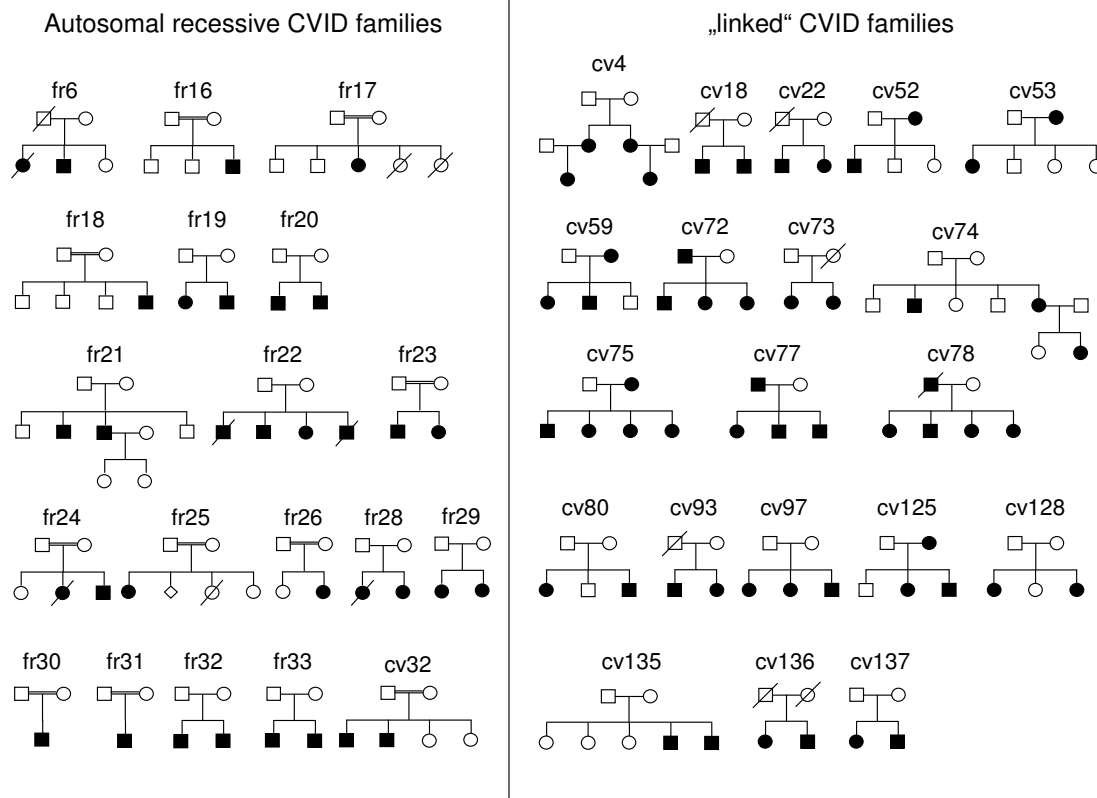 Autosomal recessive CVID families
fr6 fr16 fr17
fr18 fr19 fr20
fr21 fr22 fr23
fr24 fr25 fr26 fr28 fr29
fr30 fr31 fr32 fr33 cv32
„linked“ CVID families
cv4 cv18 cv22 cv52 cv53
cv59 cv72 cv73 cv74
cv75 cv77 cv78
cv80 cv93 cv97 cv125 cv128
cv135 cv136 cv137